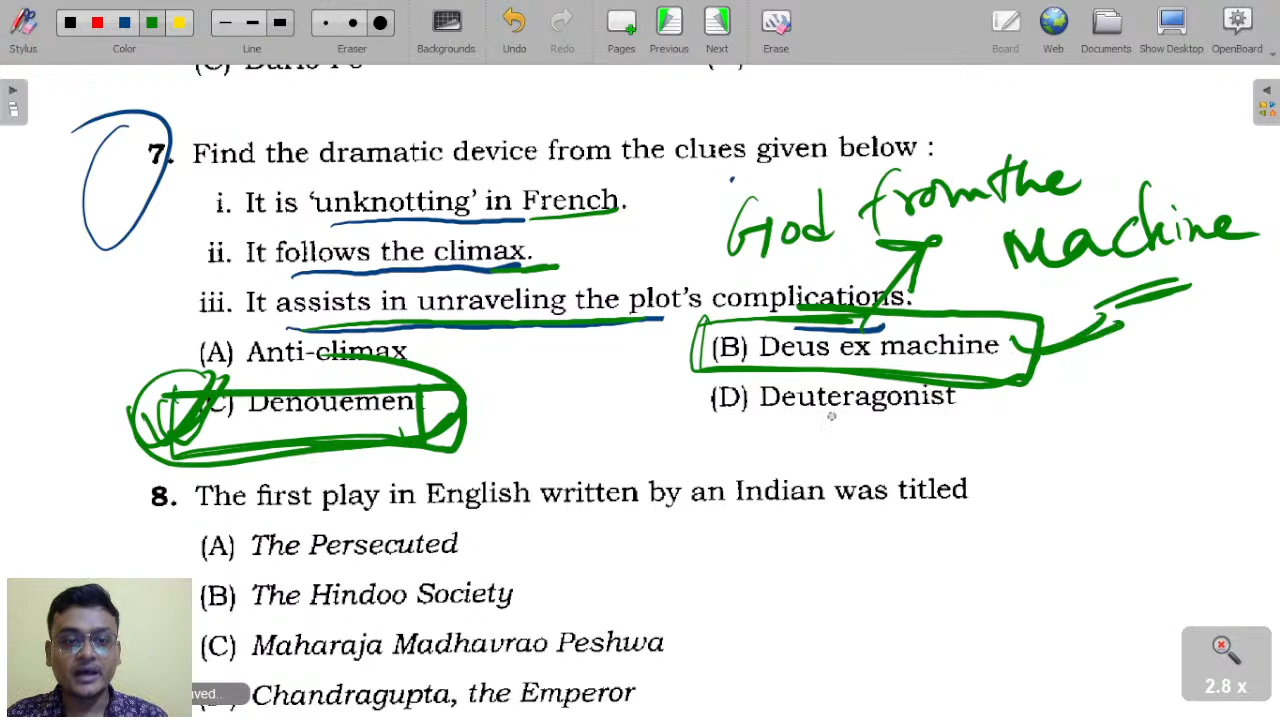 Stylus
Color
Line
Eraser
Backgrounds
Undo
Redo
Pages
Previous
Next
Erase
Board
Web
Documents
Show Desktop
OpenBoard
7. Find the dramatic device from the clues given below :
i. It is ‘unknotting’ in French.
ii. It follows the climax.
iii. It assists in unraveling the plot’s complications.
God from the
Machine
(A) Anti-climax
(B) Deus ex machine
(C) Denouement
(D) Deuteragonist
8. The first play in English written by an Indian was titled
(A) The Persecuted
(B) The Hindoo Society
(C) Maharaja Madhavrao Peshwa
Chandragupta, the Emperor
2.8 x